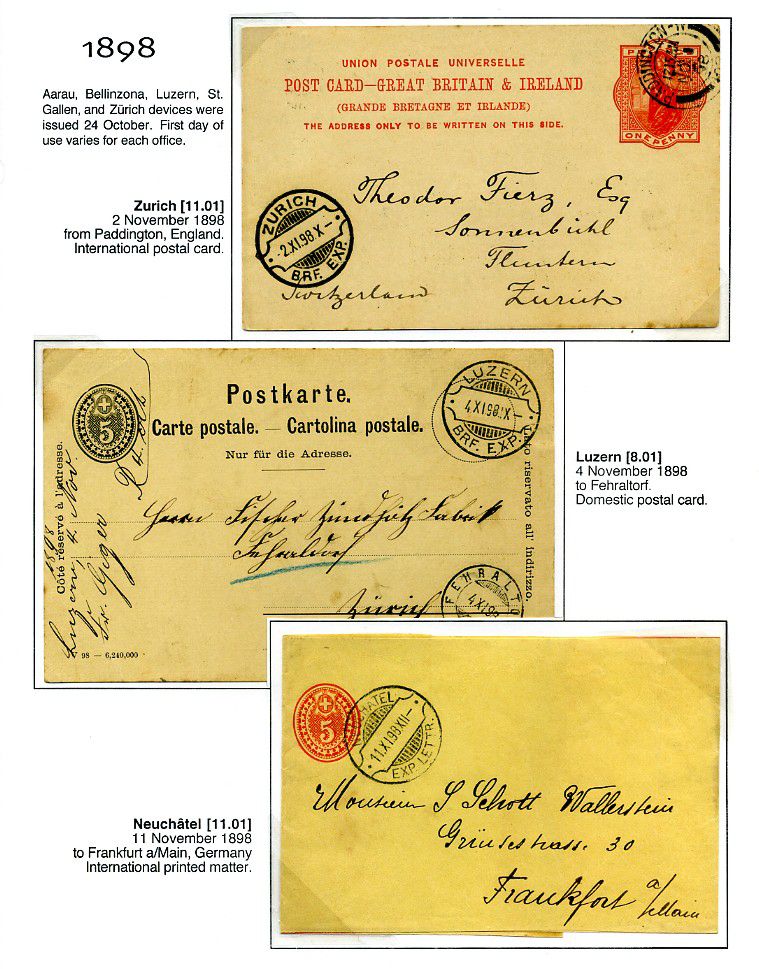 1898
Aarau, Bellinzona, Luzern, St.
Gallen, and Zürich devices were
issued 24 October. First day of
use varies for each office.
Zurich [11.01]
2 November 1898
from Paddington, England.
International postal card.
UNION POSTALE UNIVERSELLE
POST CARD—GREAT BRITAIN & IRELAND
(GRANDE BRETAGNE ET IRLANDE)
THE ADDRESS ONLY TO BE WRITTEN ON THIS SIDE.
ONE PENNY
Theodor Fierz, Esq
Sonnenbühl
Fluntern
Zürich
Switzerland
ZURICH
2.XI.98.X–
BRF. EXP.
Postkarte.
Carte postale. — Cartolina postale.
Nur für die Adresse.
5
Côté réservé à l'adresse.
Lato riservato all' indirizzo.
LUZERN
4.XI.98.IX–
BRF. EXP.
Herrn Fischer Zündholz Fabrik
Fehraldorf
Zürich
Luzern 4 Nov
1898
Geiger
FEHRALTO
4.XI.98
98 — 6,240,000
Luzern [8.01]
4 November 1898
to Fehraltorf.
Domestic postal card.
5
NEUCHATEL
11.XI.98.XII–
EXP. LETTR.
Monsieur S Schott Wallerstein
Grünestrasse. 30
Frankfort a/Main
Neuchâtel [11.01]
11 November 1898
to Frankfurt a/Main, Germany
International printed matter.